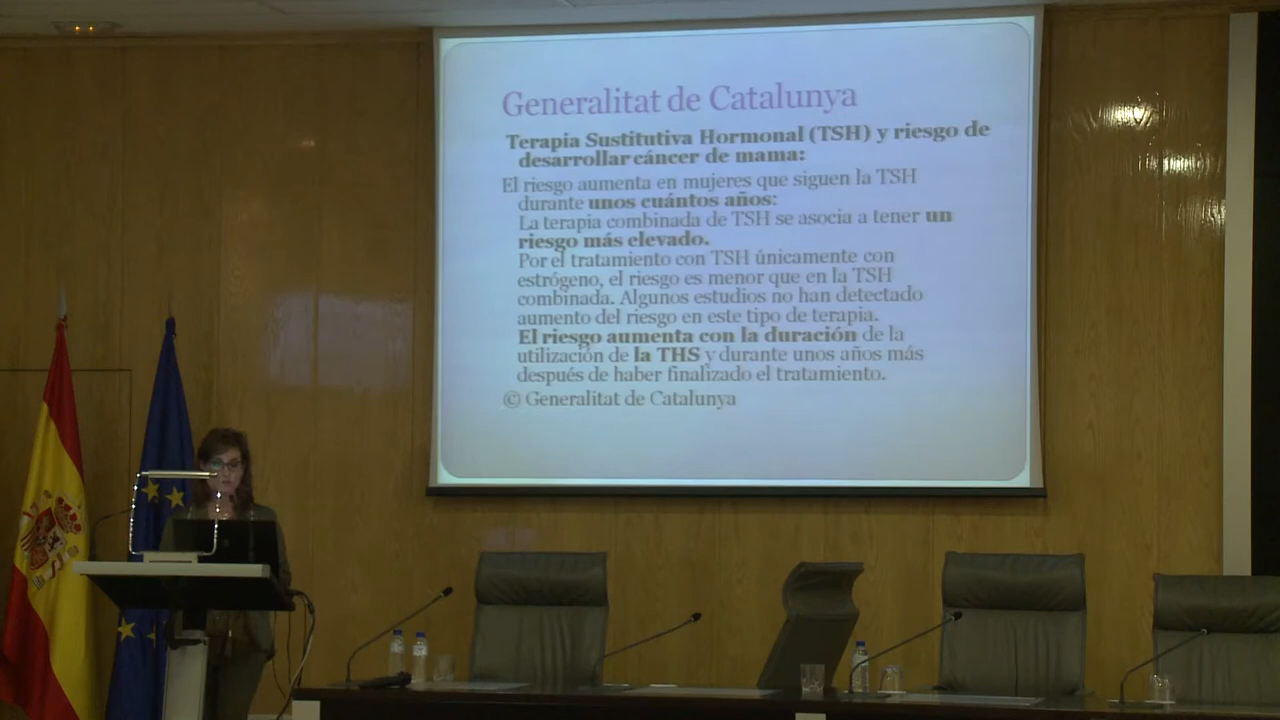 Generalitat de Catalunya
Terapia Sustitutiva Hormonal (TSH) y riesgo de
desarrollar cáncer de mama:
El riesgo aumenta en mujeres que siguen la TSH
durante unos cuántos años:
La terapia combinada de TSH se asocia a tener un
riesgo más elevado.
Por el tratamiento con TSH únicamente con
estrógeno, el riesgo es menor que en la TSH
combinada. Algunos estudios no han detectado
aumento del riesgo en este tipo de terapia.
El riesgo aumenta con la duración de la
utilización de la THS y durante unos años más
después de haber finalizado el tratamiento.
© Generalitat de Catalunya